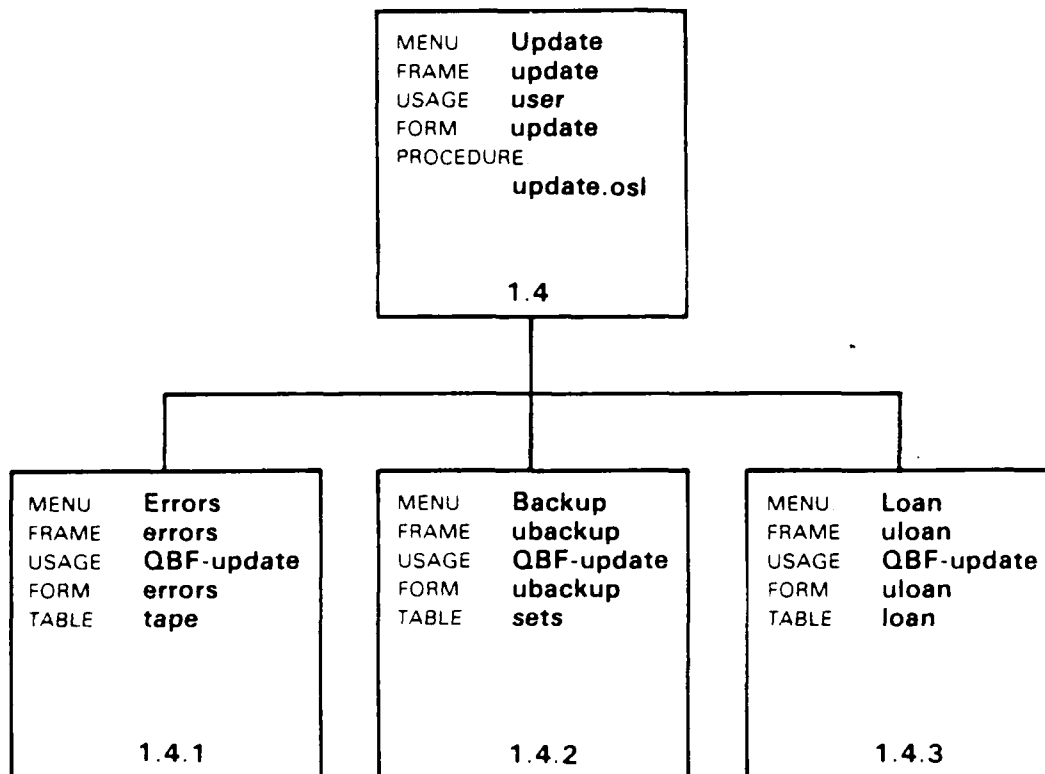 MENU Update
FRAME update
USAGE user
FORM update
PROCEDURE
update.osl
1.4
MENU Errors
FRAME errors
USAGE QBF-update
FORM errors
TABLE tape
1.4.1
MENU Backup
FRAME ubackup
USAGE QBF-update
FORM ubackup
TABLE sets
1.4.2
MENU Loan
FRAME uloan
USAGE QBF-update
FORM uloan
TABLE loan
1.4.3